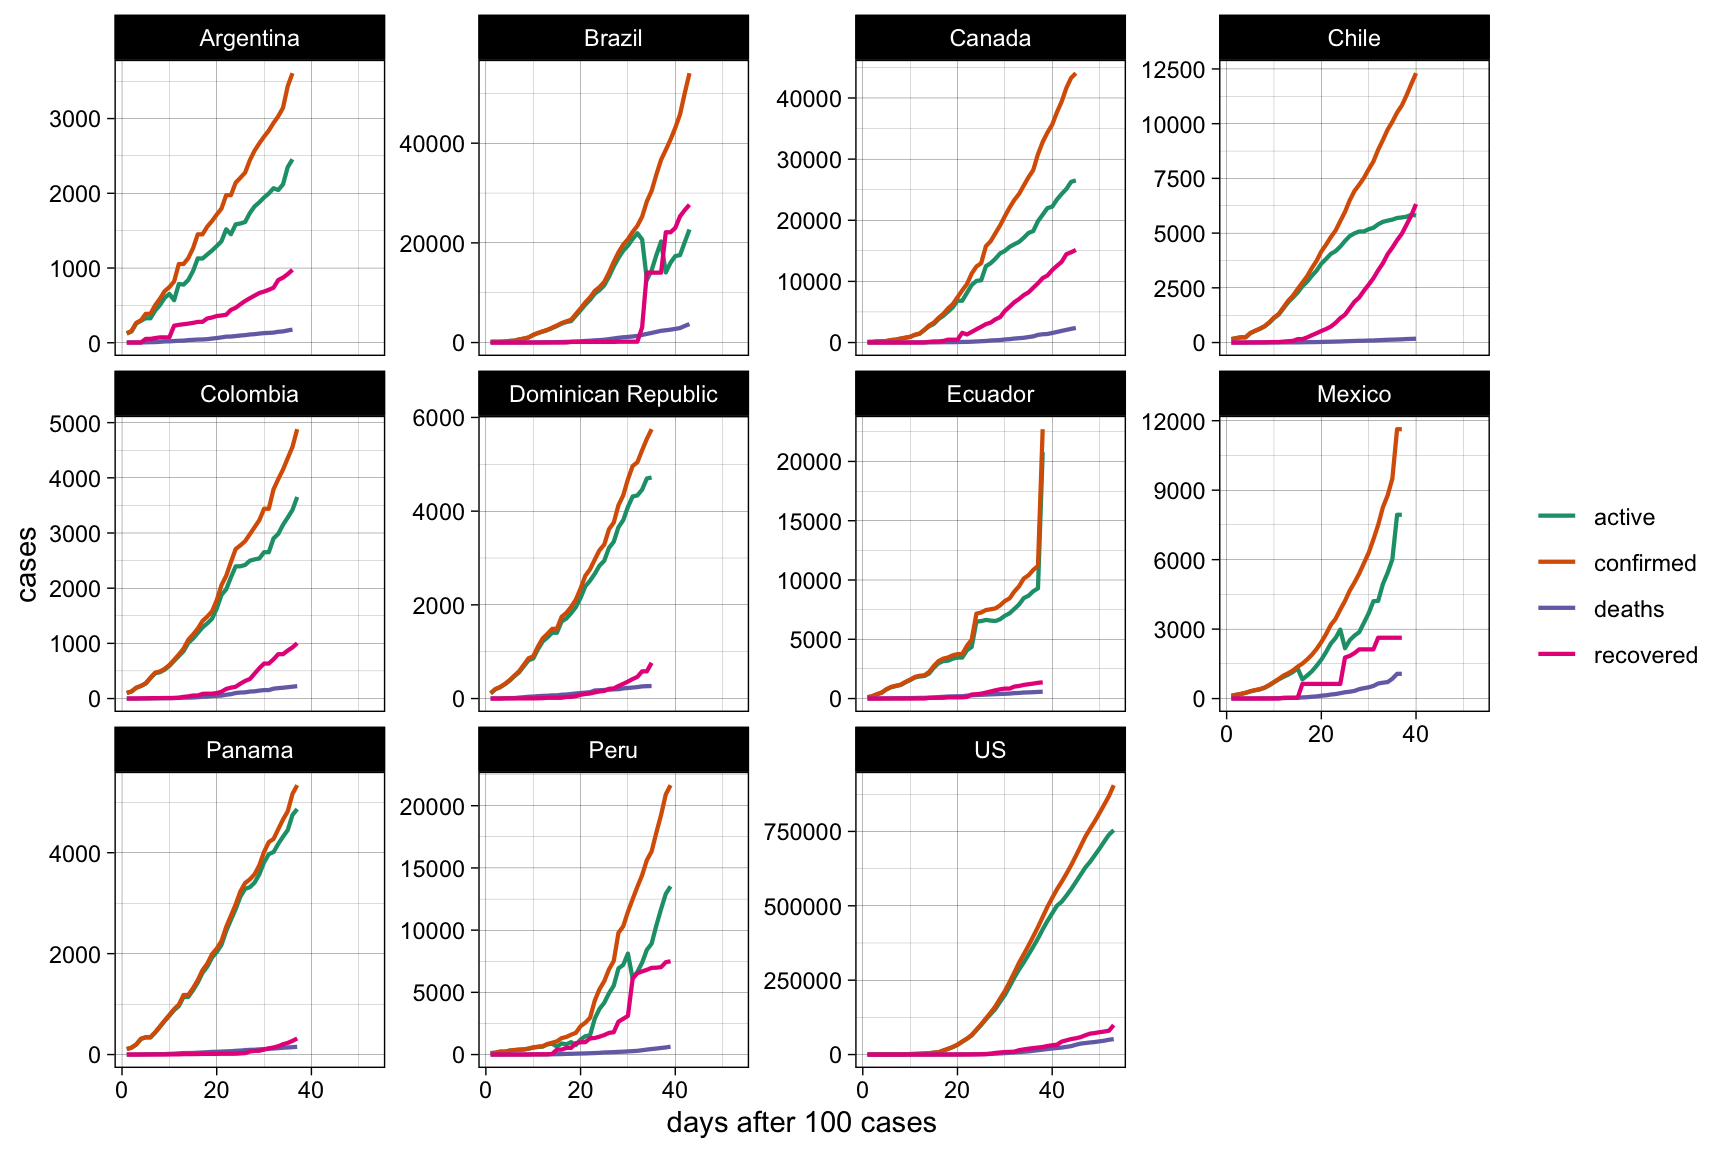 Argentina
Brazil
Canada
Chile
3000
2000
1000
0
40000
20000
0
40000
30000
20000
10000
0
12500
10000
7500
5000
2500
0
Colombia
Dominican Republic
Ecuador
Mexico
5000
4000
3000
2000
1000
0
6000
4000
2000
0
20000
15000
10000
5000
0
12000
9000
6000
3000
0
0 20 40
cases
active
confirmed
deaths
recovered
Panama
Peru
US
4000
2000
0
20000
15000
10000
5000
0
750000
500000
250000
0
0 20 40
0 20 40
0 20 40
days after 100 cases